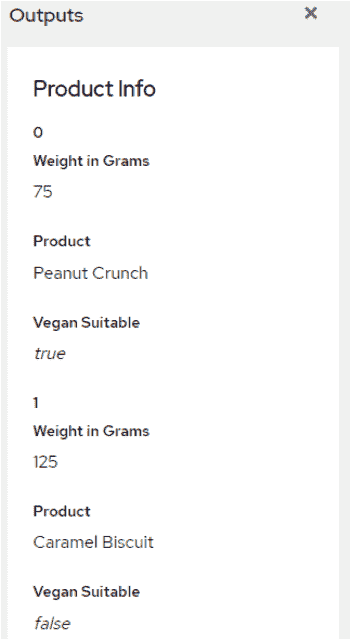 Outputs
Product Info
0
Weight in Grams
75
Product
Peanut Crunch
Vegan Suitable
true
1
Weight in Grams
125
Product
Caramel Biscuit
Vegan Suitable
false